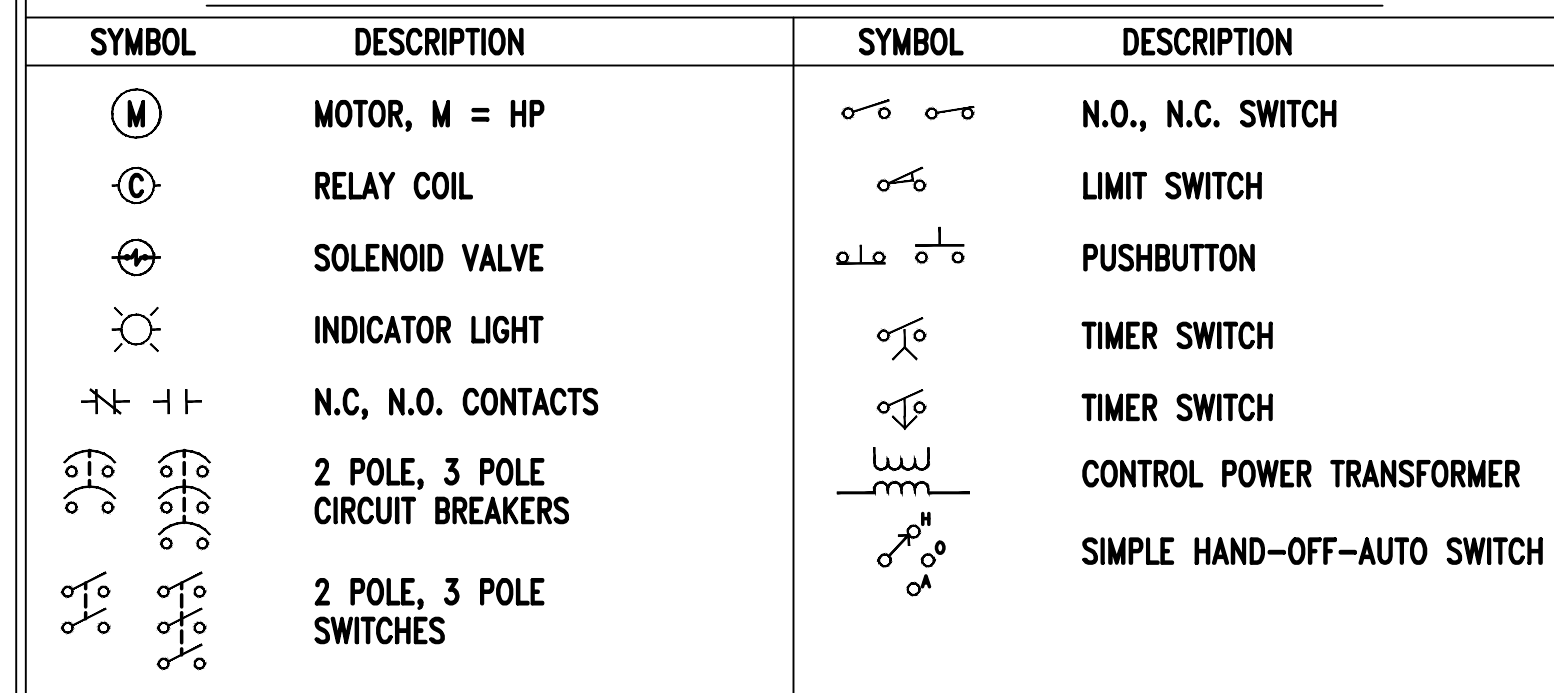 SYMBOL DESCRIPTION
M MOTOR, M = HP
C RELAY COIL
SOLENOID VALVE
INDICATOR LIGHT
N.C, N.O. CONTACTS
2 POLE, 3 POLE
CIRCUIT BREAKERS
2 POLE, 3 POLE
SWITCHES
SYMBOL DESCRIPTION
N.O., N.C. SWITCH
LIMIT SWITCH
PUSHBUTTON
TIMER SWITCH
TIMER SWITCH
CONTROL POWER TRANSFORMER
H
O
A
SIMPLE HAND-OFF-AUTO SWITCH